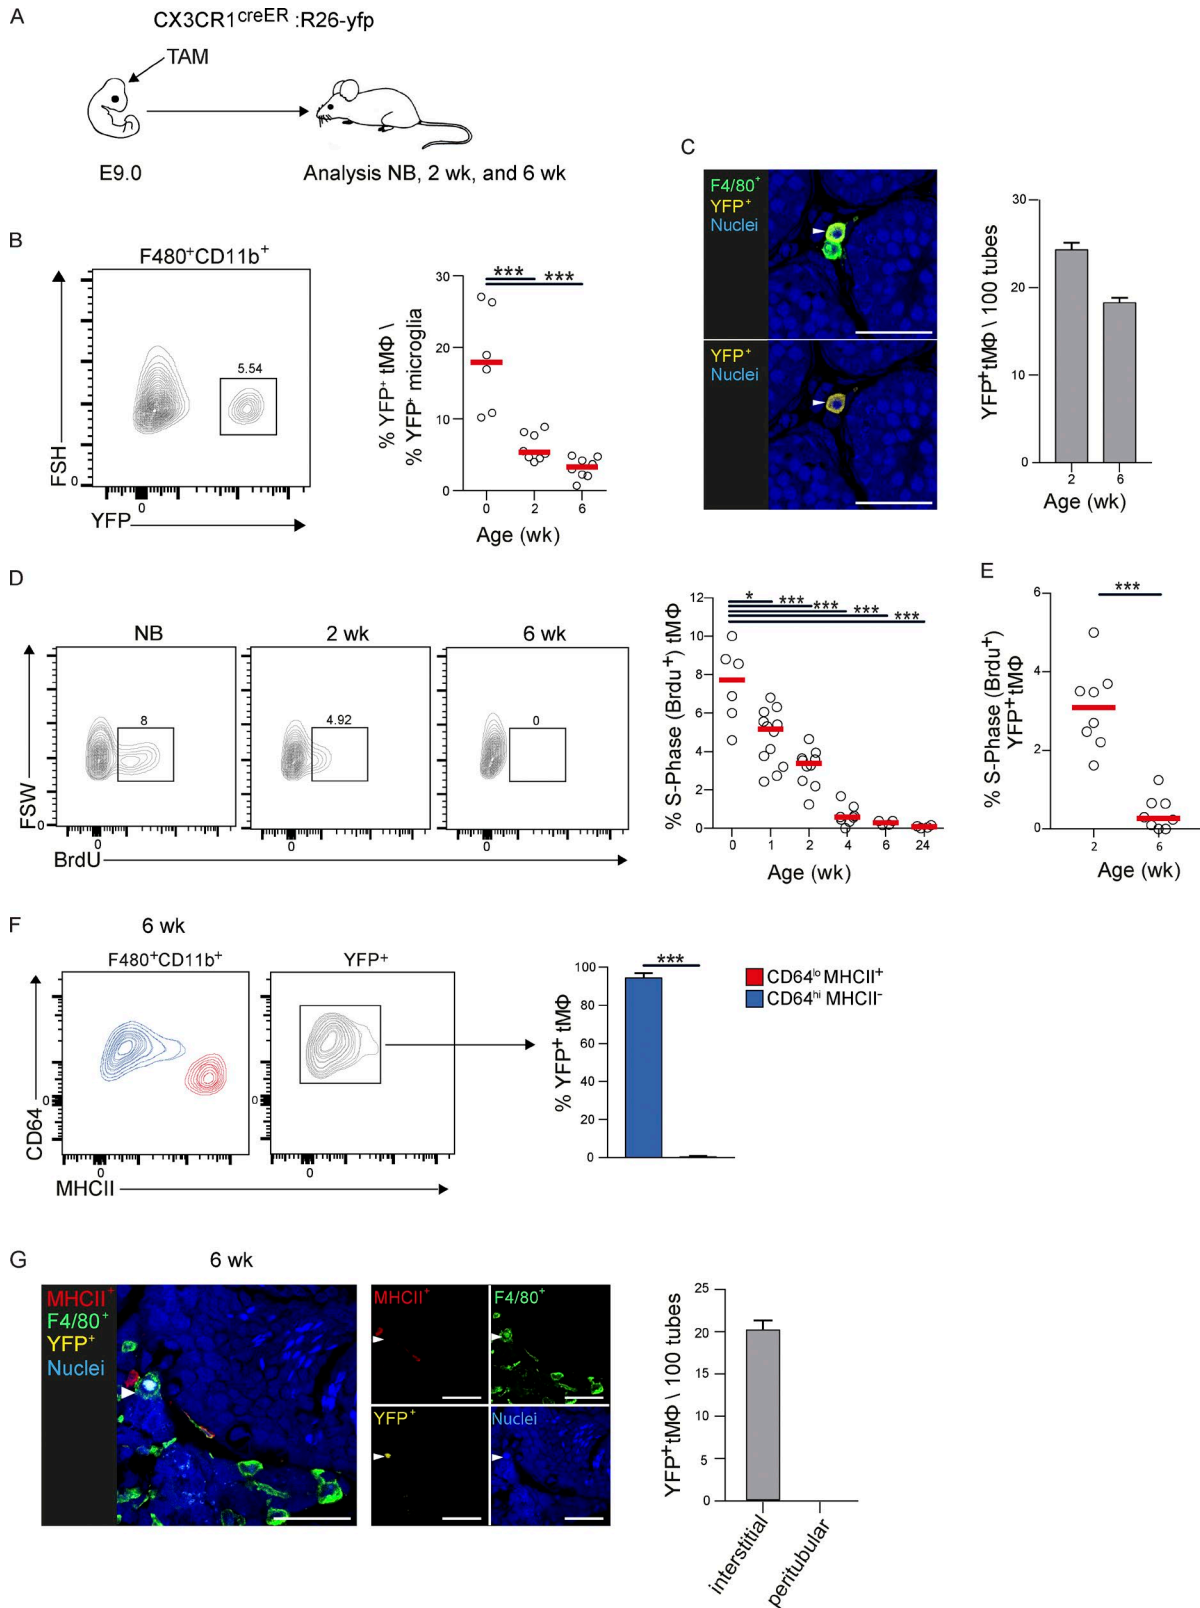 A
CX3CR1creER :R26-yfp
TAM
E9.0
Analysis NB, 2 wk, and 6 wk
B
F480+CD11b+
5.54
FSH
0
0
YFP
% YFP+ tMΦ \
% YFP+ microglia
30
20
10
0
*** ***
0 2 6
Age (wk)
C
F4/80+
YFP+
Nuclei
YFP+
Nuclei
YFP+tMΦ \ 100 tubes
30
20
10
0
2 6
Age (wk)
D
NB
2 wk
6 wk
8
4.92
0
FSW
0
0
0
0
BrdU
% S-Phase (Brdu+) tMΦ
12
10
8
6
4
2
0
* *** *** *** ***
0 1 2 4 6 24
Age (wk)
E
% S-Phase (Brdu+)
YFP+tMΦ
6
4
2
0
***
2 6
Age (wk)
F
6 wk
F480+CD11b+
YFP+
CD64
0
0
0
0
MHCII
% YFP+ tMΦ
100
80
60
40
20
0
***
CD64lo MHCII+
CD64hi MHCII-
G
6 wk
MHCII+
F4/80+
YFP+
Nuclei
MHCII+
F4/80+
YFP+
Nuclei
YFP+tMΦ \ 100 tubes
25
20
15
10
5
0
interstitial
peritubular